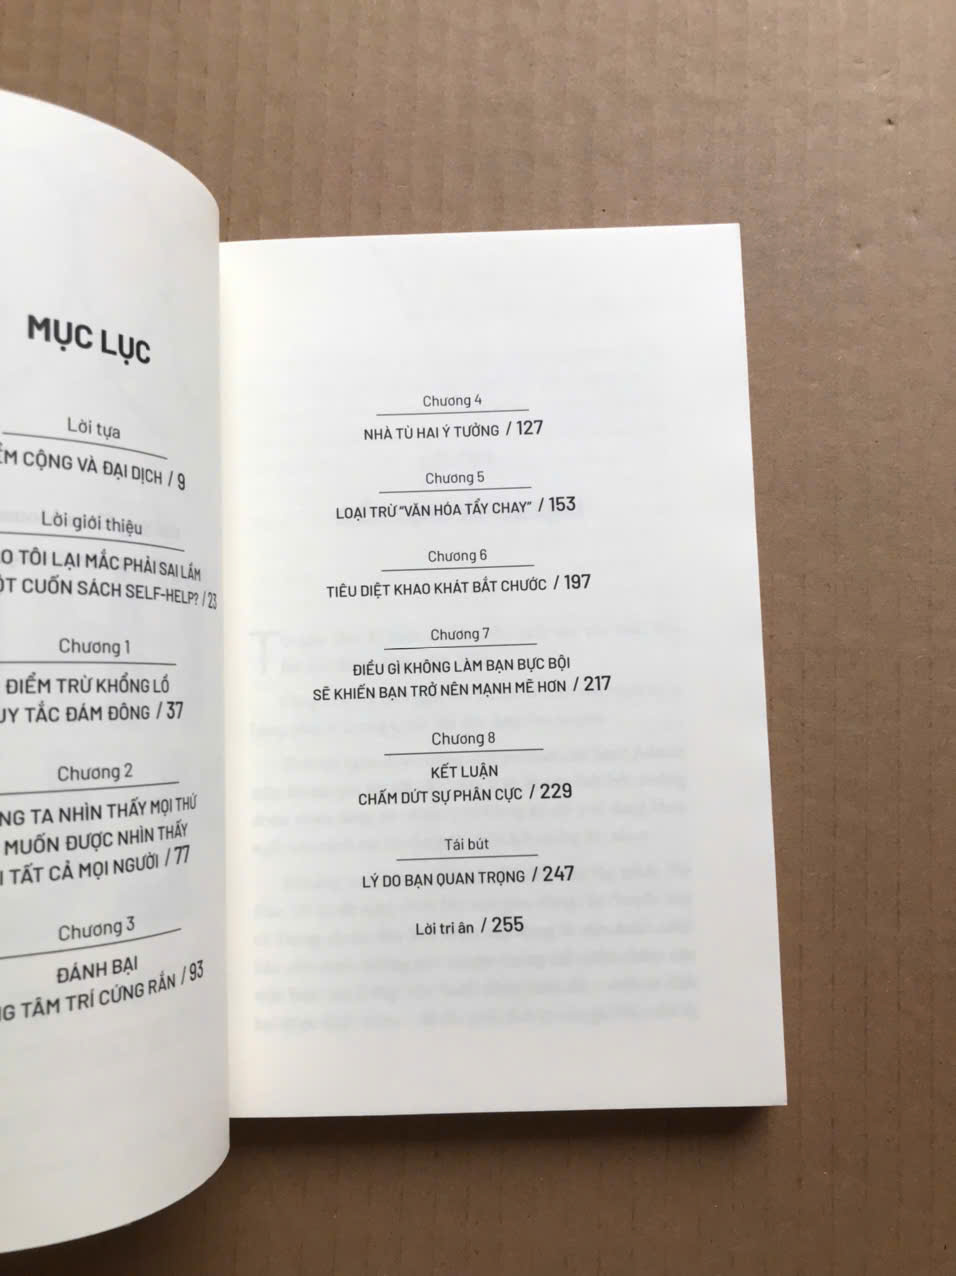 MỤC LỤC
Lời tựa
CỘNG VÀ ĐẠI DỊCH / 9
Lời giới thiệu
TÔI LẠI MẮC PHẢI SAI LẦM
CUỐN SÁCH SELF-HELP? / 23
Chương 1
ĐIỂM TRỪ KHỔNG LỒ
TẮC ĐÁM ĐÔNG / 37
Chương 2
TA NHÌN THẤY MỌI THỨ
MUỐN ĐƯỢC NHÌN THẤY
TẤT CẢ MỌI NGƯỜI / 77
Chương 3
ĐÁNH BẠI
TÂM TRÍ CỨNG RẮN / 93
Chương 4
NHÀ TÙ HAI Ý TƯỞNG / 127
Chương 5
LOẠI TRỪ “VĂN HÓA TẨY CHAY” / 153
Chương 6
TIÊU DIỆT KHAO KHÁT BẮT CHƯỚC / 197
Chương 7
ĐIỀU GÌ KHÔNG LÀM BẠN BỰC BỘI
SẼ KHIẾN BẠN TRỞ NÊN MẠNH MẼ HƠN / 217
Chương 8
KẾT LUẬN
CHẤM DỨT SỰ PHÂN CỰC / 229
Tái bút
LÝ DO BẠN QUAN TRỌNG / 247
Lời tri ân / 255